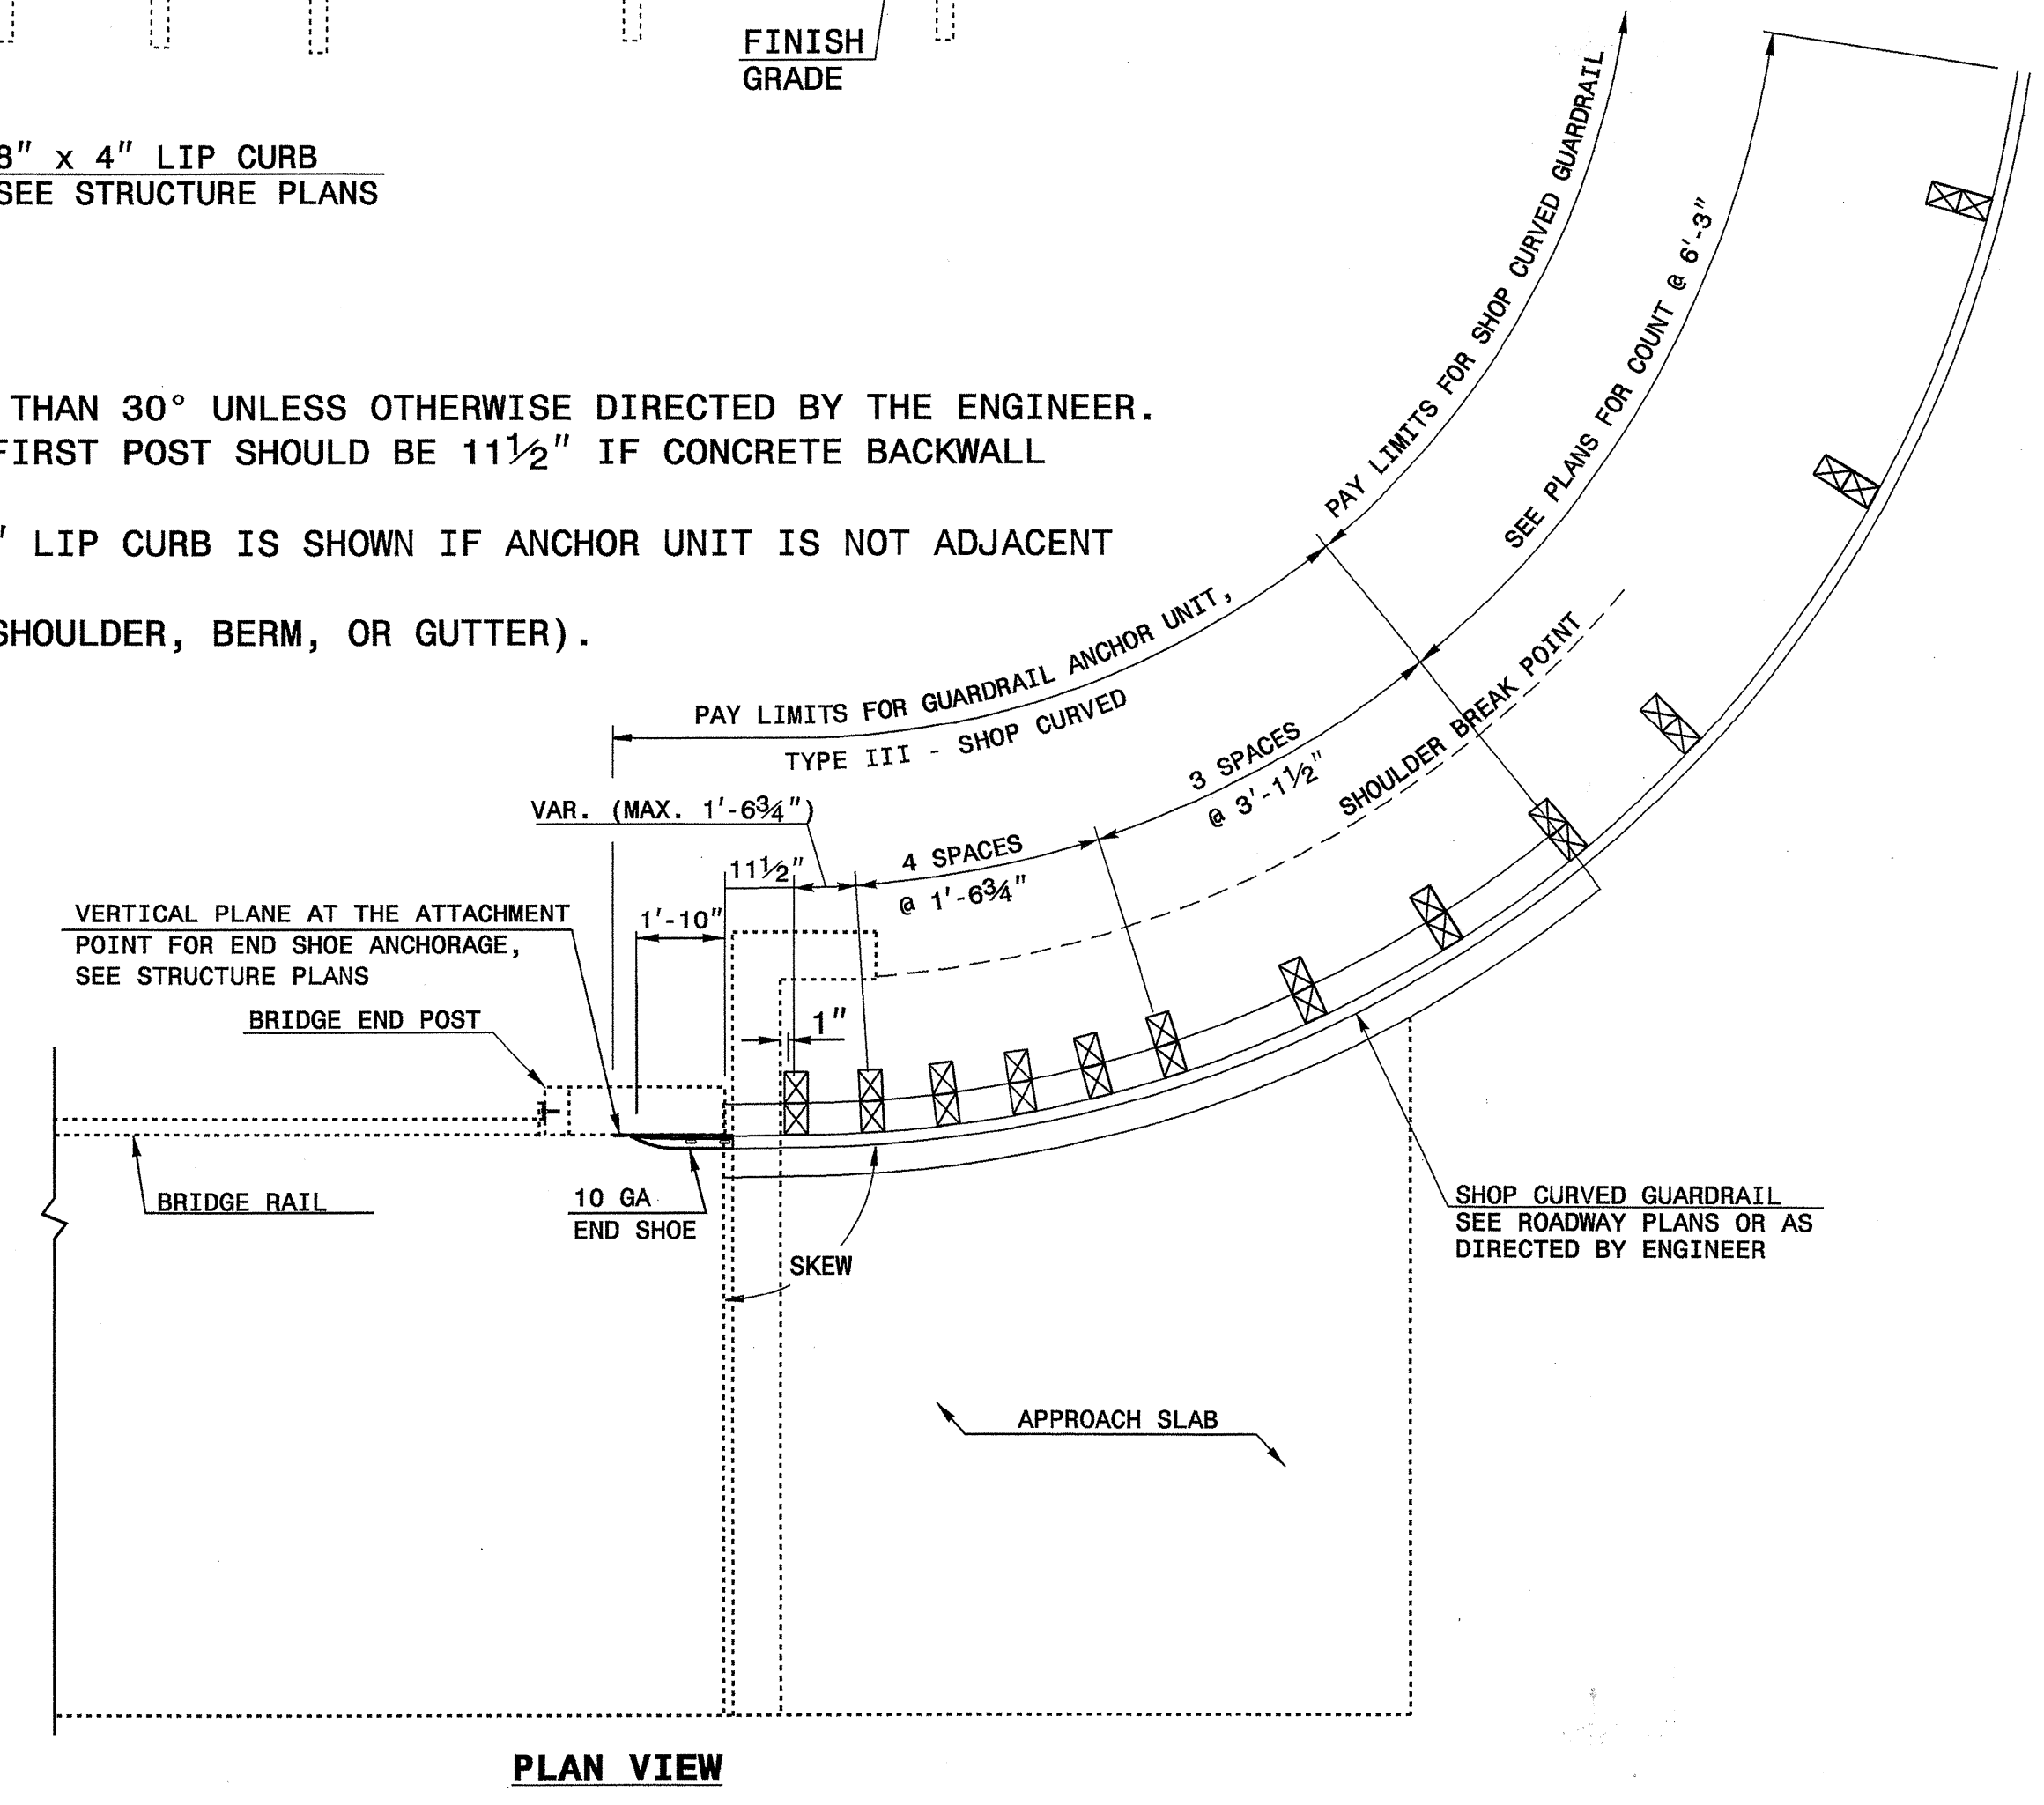 FINISH
GRADE
8" x 4" LIP CURB
SEE STRUCTURE PLANS
THAN 30° UNLESS OTHERWISE DIRECTED BY THE ENGINEER.
FIRST POST SHOULD BE 11½" IF CONCRETE BACKWALL
" LIP CURB IS SHOWN IF ANCHOR UNIT IS NOT ADJACENT
SHOULDER, BERM, OR GUTTER).
PAY LIMITS FOR SHOP CURVED GUARDRAIL
SEE PLANS FOR COUNT @ 6'-3"
PAY LIMITS FOR GUARDRAIL ANCHOR UNIT,
TYPE III - SHOP CURVED
SHOULDER BREAK POINT
3 SPACES
@ 3'-1½"
VAR. (MAX. 1'-6¾")
4 SPACES
@ 1'-6¾"
11½"
1'-10"
VERTICAL PLANE AT THE ATTACHMENT
POINT FOR END SHOE ANCHORAGE,
SEE STRUCTURE PLANS
1"
BRIDGE END POST
BRIDGE RAIL
10 GA
END SHOE
SKEW
SHOP CURVED GUARDRAIL
SEE ROADWAY PLANS OR AS
DIRECTED BY ENGINEER
APPROACH SLAB
PLAN VIEW